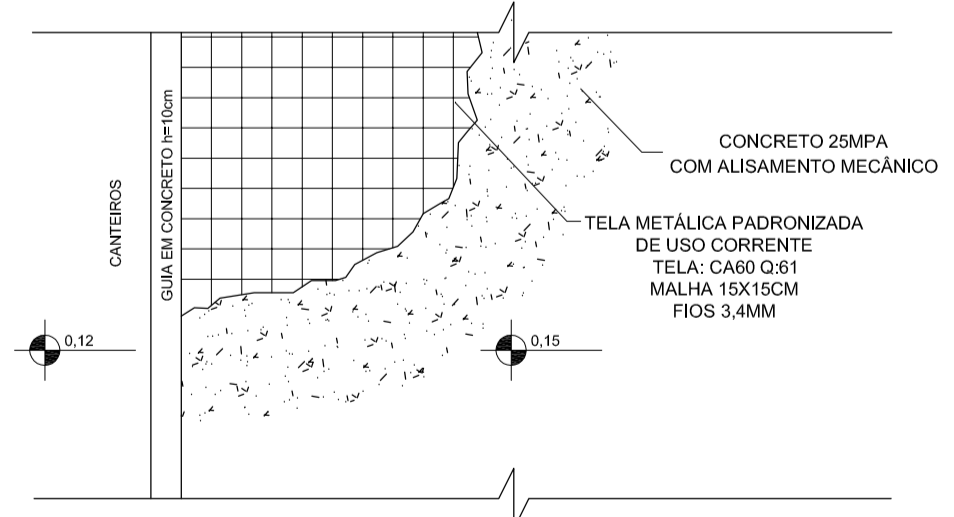 CANTEIROS
GUIA EM CONCRETO h=10cm
CONCRETO 25MPA
COM ALISAMENTO MECÂNICO
TELA METÁLICA PADRONIZADA
DE USO CORRENTE
TELA: CA60 Q:61
MALHA 15X15CM
FIOS 3,4MM
0,12
0,15